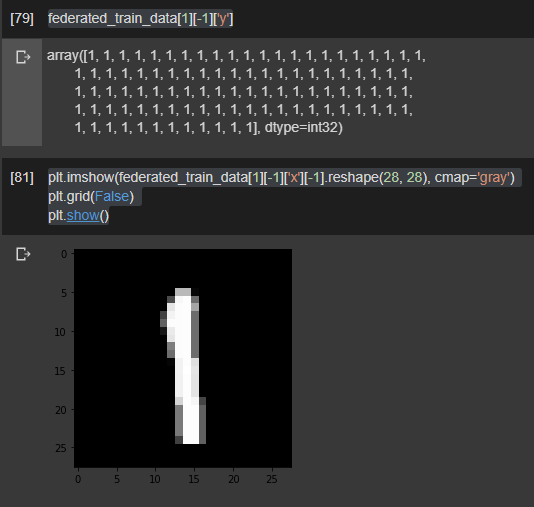 [79] federated_train_data[1][-1]['y']
array([1, 1, 1, 1, 1, 1, 1, 1, 1, 1, 1, 1, 1, 1, 1, 1, 1, 1, 1, 1, 1, 1,
1, 1, 1, 1, 1, 1, 1, 1, 1, 1, 1, 1, 1, 1, 1, 1, 1, 1, 1, 1, 1, 1,
1, 1, 1, 1, 1, 1, 1, 1, 1, 1, 1, 1, 1, 1, 1, 1, 1, 1, 1, 1, 1, 1,
1, 1, 1, 1, 1, 1, 1, 1, 1, 1, 1, 1, 1, 1, 1, 1, 1, 1, 1, 1, 1, 1,
1, 1, 1, 1, 1, 1, 1, 1, 1, 1, 1, 1], dtype=int32)
[81] plt.imshow(federated_train_data[1][-1]['x'][-1].reshape(28, 28), cmap='gray')
plt.grid(False)
plt.show()
0
5
10
15
20
25
0 5 10 15 20 25